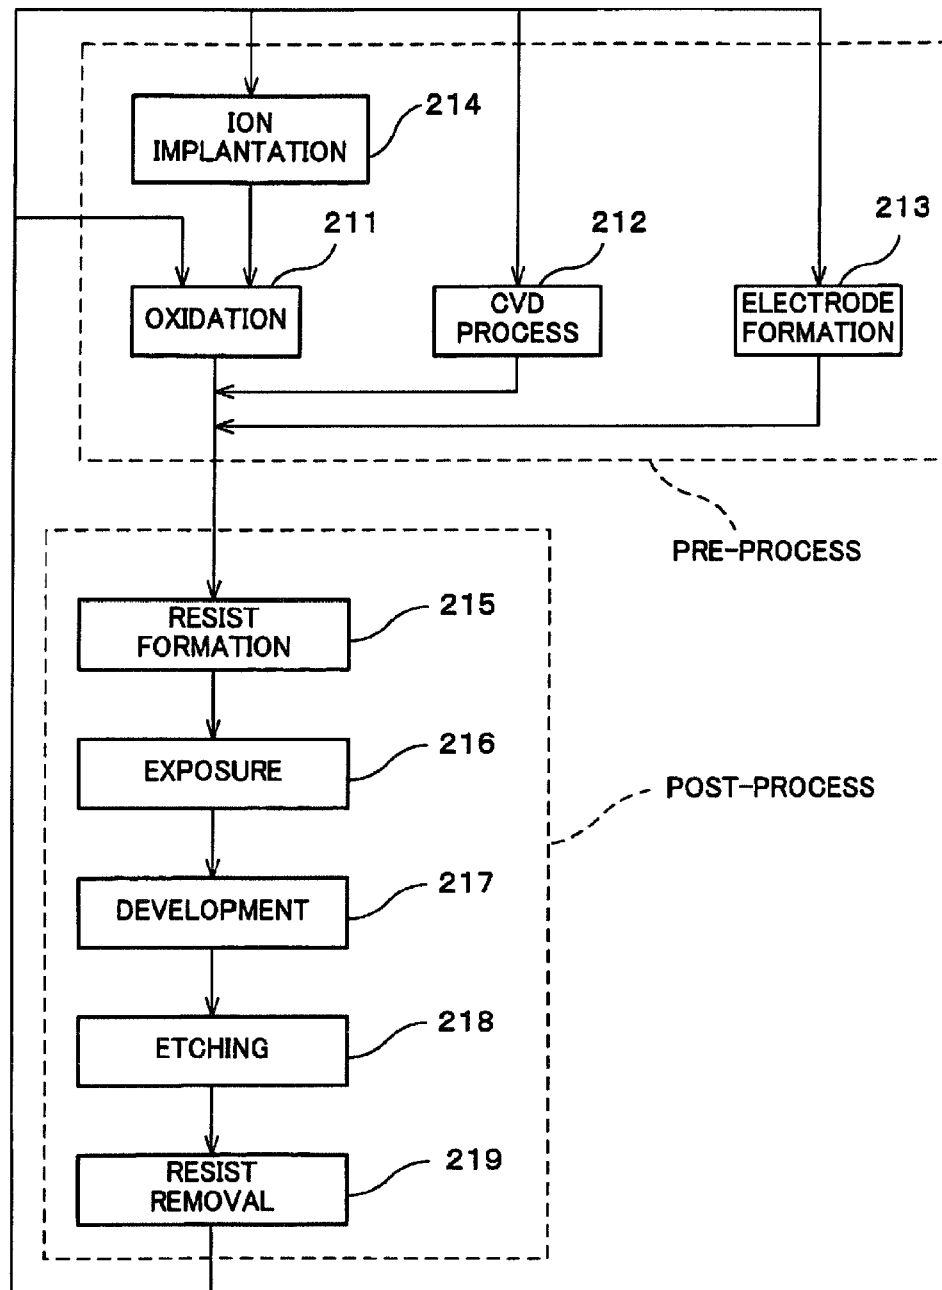 ION
IMPLANTATION
214
211
212
213
OXIDATION
CVD
PROCESS
ELECTRODE
FORMATION
PRE-PROCESS
RESIST
FORMATION
215
EXPOSURE
216
POST-PROCESS
DEVELOPMENT
217
ETCHING
218
RESIST
REMOVAL
219